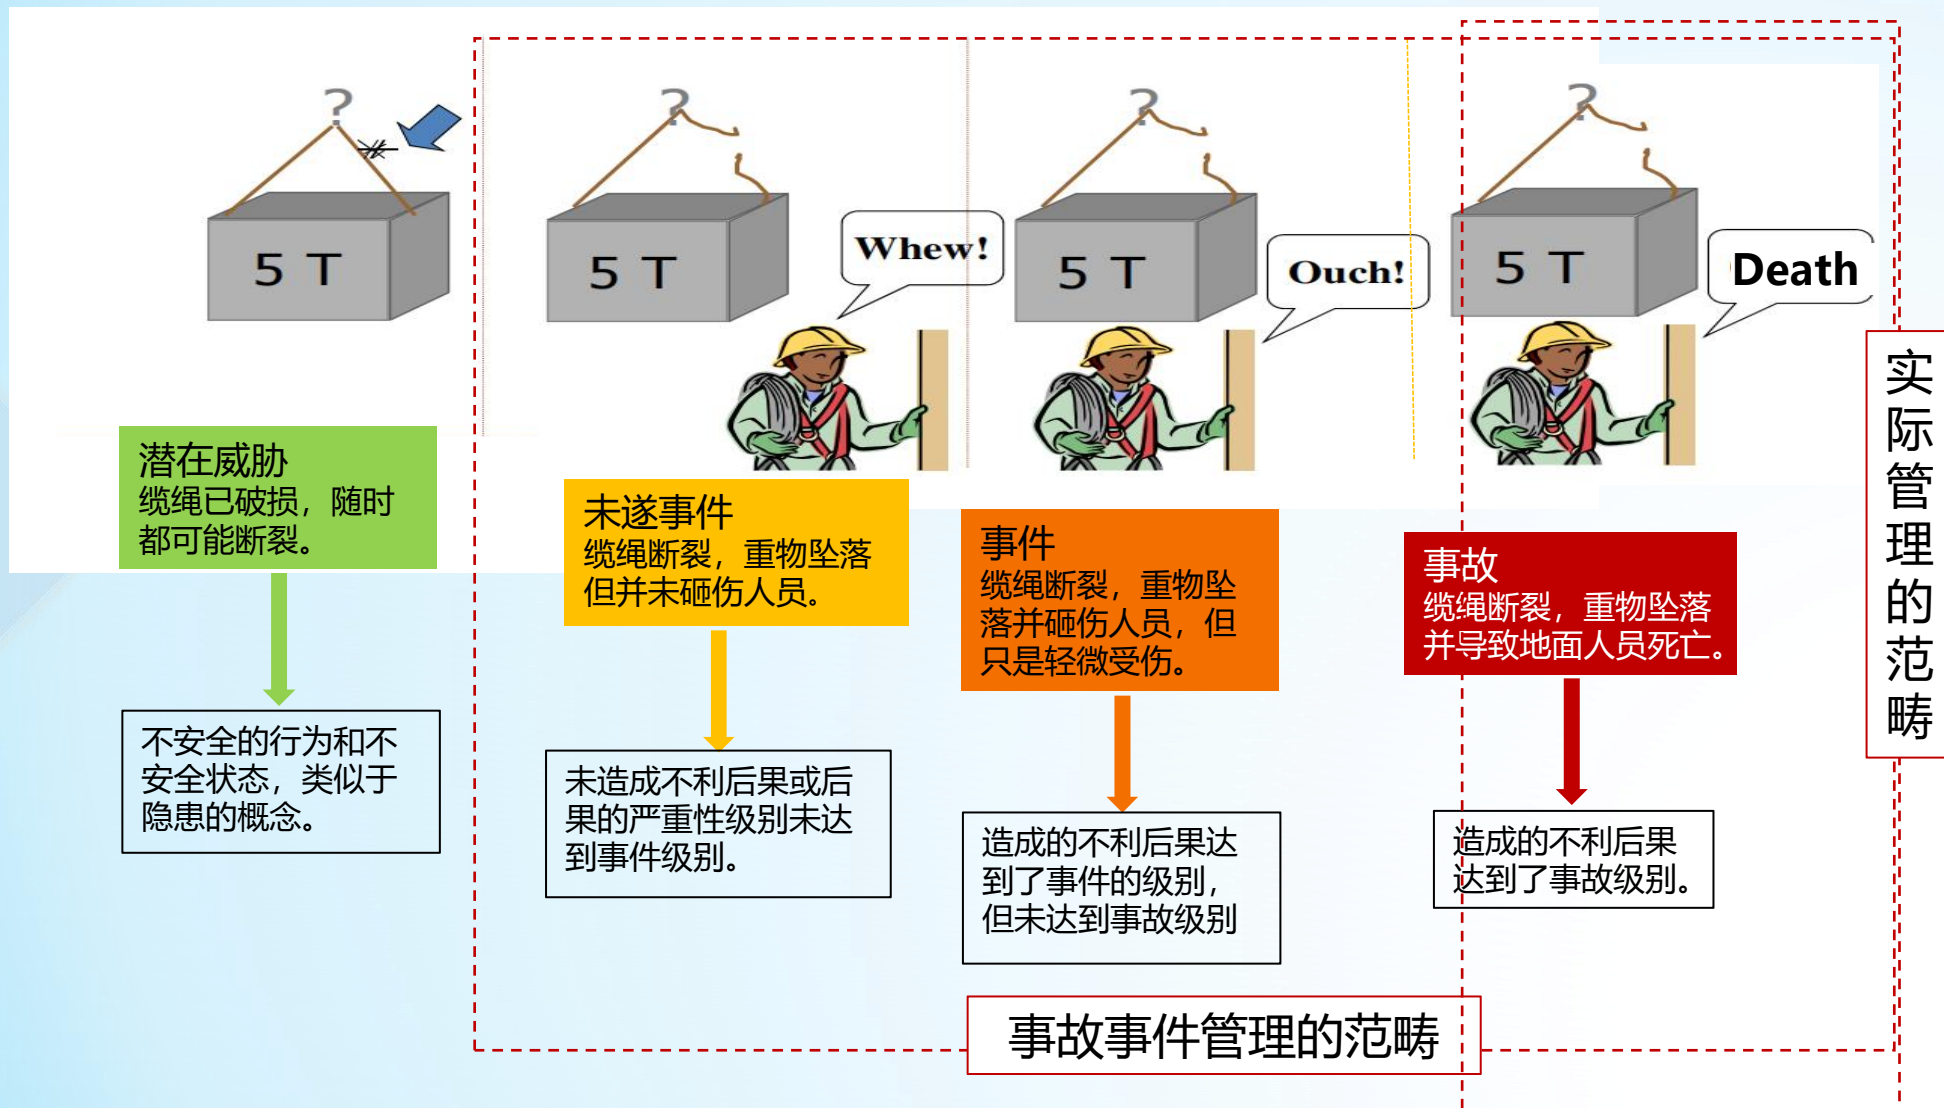 ?
?
?
?
5 T
5 T
Whew!
5 T
Ouch!
5 T
Death
潜在威胁
缆绳已破损，随时
都可能断裂。
不安全的行为和不
安全状态，类似于
隐患的概念。
未遂事件
缆绳断裂，重物坠落
但并未砸伤人员。
未造成不利后果或后
果的严重性级别未达
到事件级别。
事件
缆绳断裂，重物坠
落并砸伤人员，但
只是轻微受伤。
造成的不利后果达
到了事件的级别，
但未达到事故级别
事故
缆绳断裂，重物坠落
并导致地面人员死亡。
造成的不利后果
达到了事故级别。
实际管理的范畴
事故事件管理的范畴